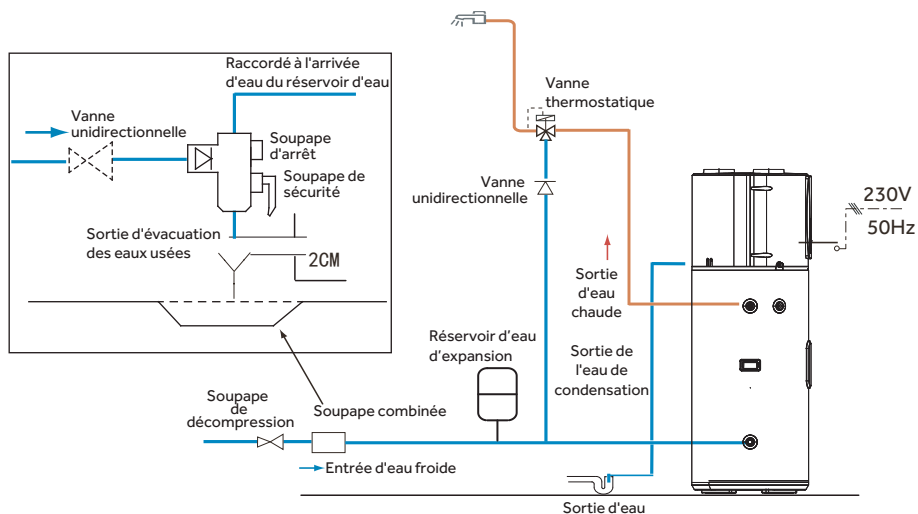 Raccordé à l'arrivée
d'eau du réservoir d'eau
Vanne
unidirectionnelle
Soupape
d'arrêt
Soupape de
sécurité
Sortie d'évacuation
des eaux usées
2CM
Vanne
thermostatique
Vanne
unidirectionnelle
230V
50Hz
Sortie
d'eau
chaude
Réservoir d'eau
d'expansion
Sortie de
l'eau de
condensation
Soupape
de
décompression
Soupape combinée
Entrée d'eau froide
Sortie d'eau